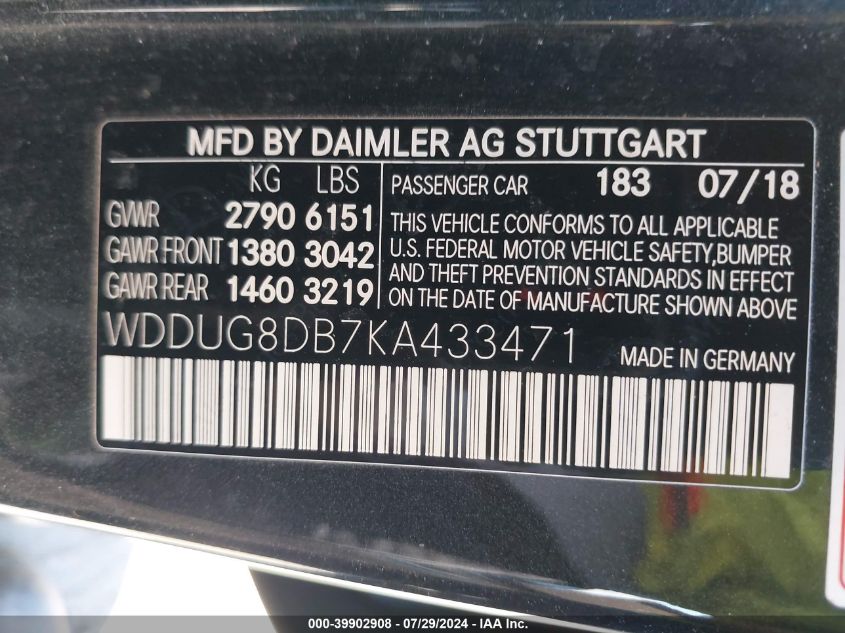 MFD BY DAIMLER AG STUTTGART
KG LBS
GVWR 2790 6151
GAWR FRONT 1380 3042
GAWR REAR 1460 3219
PASSENGER CAR 183 07/18
THIS VEHICLE CONFORMS TO ALL APPLICABLE
U.S. FEDERAL MOTOR VEHICLE SAFETY,BUMPER
AND THEFT PREVENTION STANDARDS IN EFFECT
ON THE DATE OF MANUFACTURE SHOWN ABOVE
WDDUG8DB7KA433471
MADE IN GERMANY
000-39902908 - 07/29/2024 - IAA Inc.